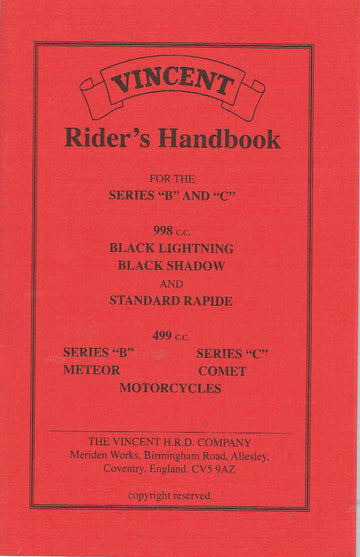 VINCENT
Rider's Handbook
FOR THE
SERIES "B" AND "C"
998 c.c.
BLACK LIGHTNING
BLACK SHADOW
AND
STANDARD RAPIDE
499 c.c.
SERIES "B" SERIES "C"
METEOR COMET
MOTORCYCLES
THE VINCENT H.R.D. COMPANY
Meriden Works, Birmingham Road, Allesley,
Coventry, England. CV5 9AZ
copyright reserved